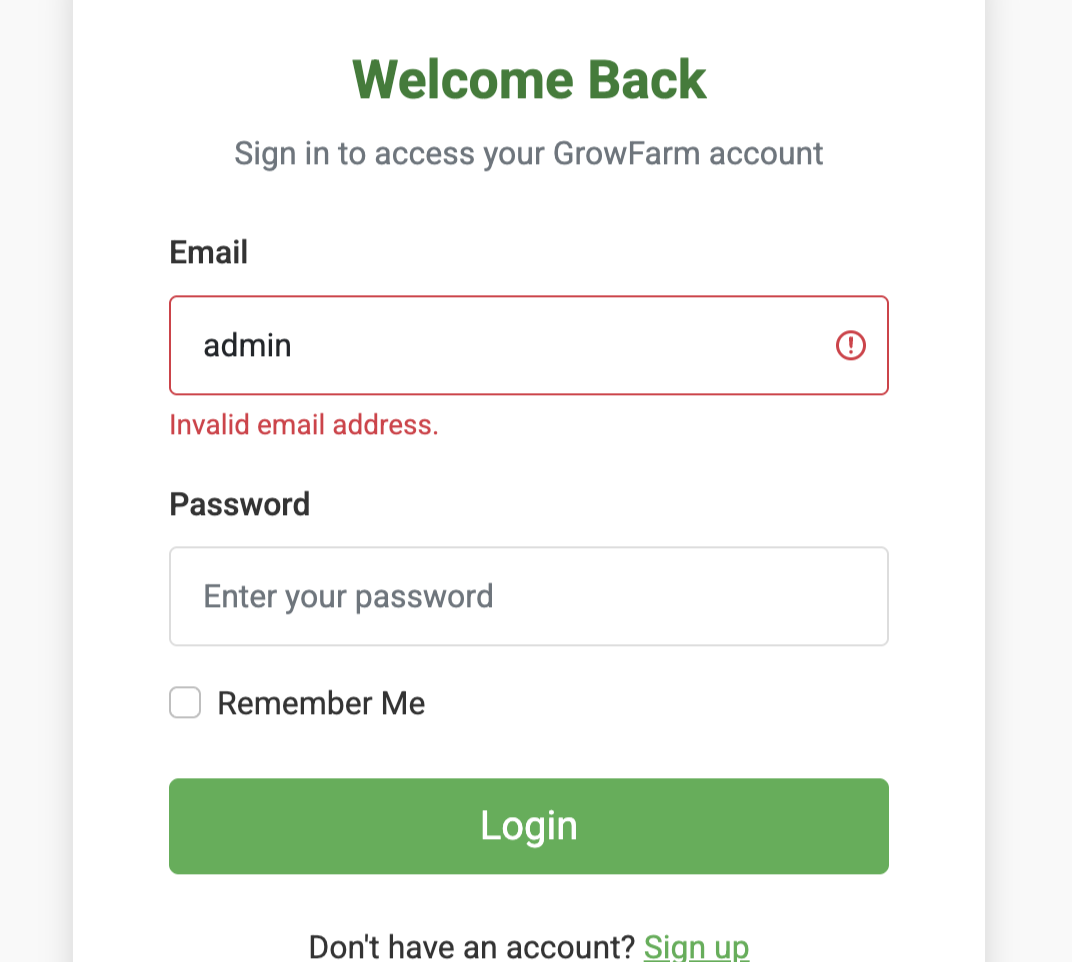 Welcome Back
Sign in to access your GrowFarm account
Email
admin
Invalid email address.
Password
Enter your password
Remember Me
Login
Don't have an account? Sign up